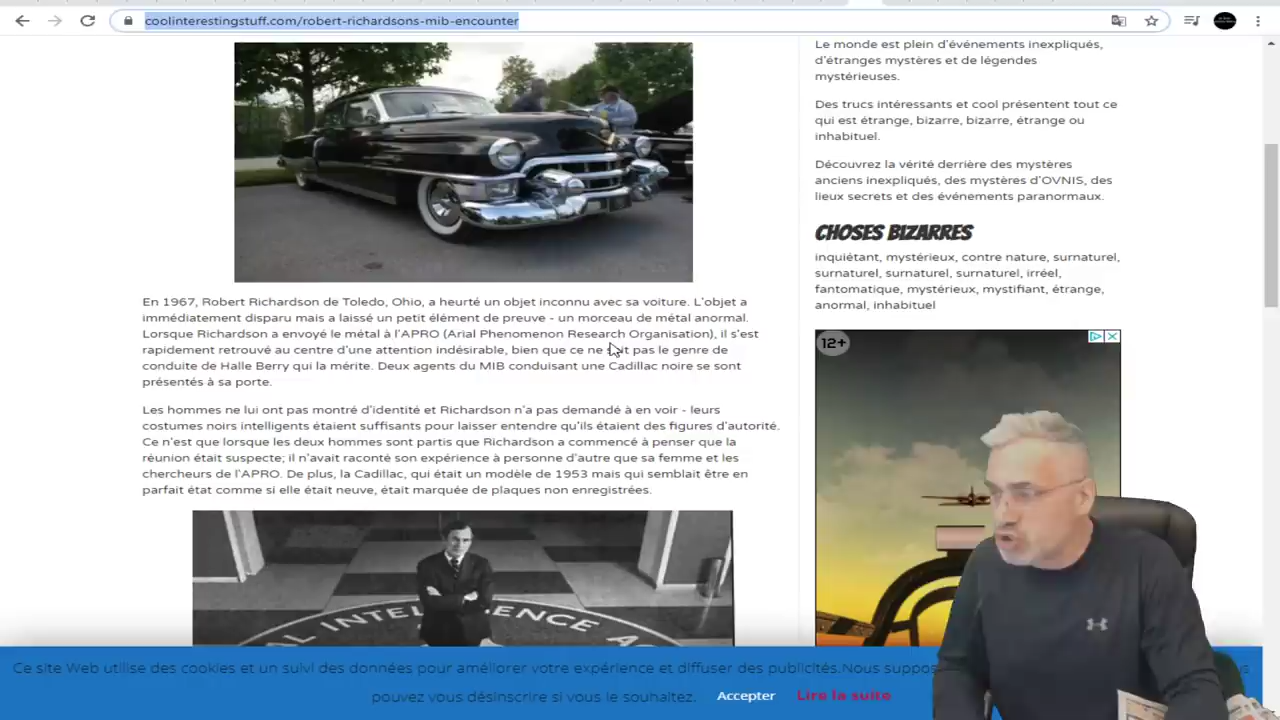 coolinterestingstuff.com/robert-richardsons-mib-encounter
En 1967, Robert Richardson de Toledo, Ohio, a heurté un objet inconnu avec sa voiture. L'objet a
immédiatement disparu mais a laissé un petit élément de preuve - un morceau de métal anormal.
Lorsque Richardson a envoyé le métal à l'APRO (Arial Phenomenon Research Organisation), il s'est
rapidement retrouvé au centre d'une attention indésirable, bien que ce ne soit pas le genre de
conduite de Halle Berry qui la mérite. Deux agents du MIB conduisant une Cadillac noire se sont
présentés à sa porte.
Les hommes ne lui ont pas montré d'identité et Richardson n'a pas demandé à en voir - leurs
costumes noirs intelligents étaient suffisants pour laisser entendre qu'ils étaient des figures d'autorité.
Ce n'est que lorsque les deux hommes sont partis que Richardson a commencé à penser que la
réunion était suspecte; il n'avait raconté son expérience à personne d'autre que sa femme et les
chercheurs de l'APRO. De plus, la Cadillac, qui était un modèle de 1953 mais qui semblait être en
parfait état comme si elle était neuve, était marquée de plaques non enregistrées.
Le monde est plein d'événements inexpliqués,
d'étranges mystères et de légendes
mystérieuses.
Des trucs intéressants et cool présentent tout ce
qui est étrange, bizarre, bizarre, étrange ou
inhabituel.
Découvrez la vérité derrière des mystères
anciens inexpliqués, des mystères d'OVNIS, des
lieux secrets et des événements paranormaux.
CHOSES BIZARRES
inquiétant, mystérieux, contre nature, surnaturel,
surnaturel, surnaturel, surnaturel, irréel,
fantomatique, mystérieux, mystifiant, étrange,
anormal, inhabituel
12+
Ce site Web utilise des cookies et un suivi des données pour améliorer votre expérience et diffuser des publicités.Nous suppos
pouvez vous désinscrire si vous le souhaitez. Accepter Lire la suite